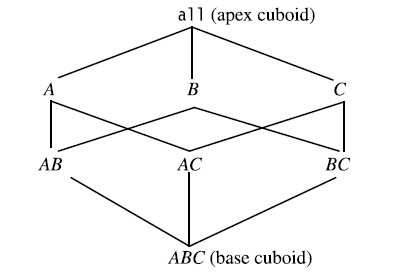 all (apex cuboid)
A B C
AB AC BC
ABC (base cuboid)